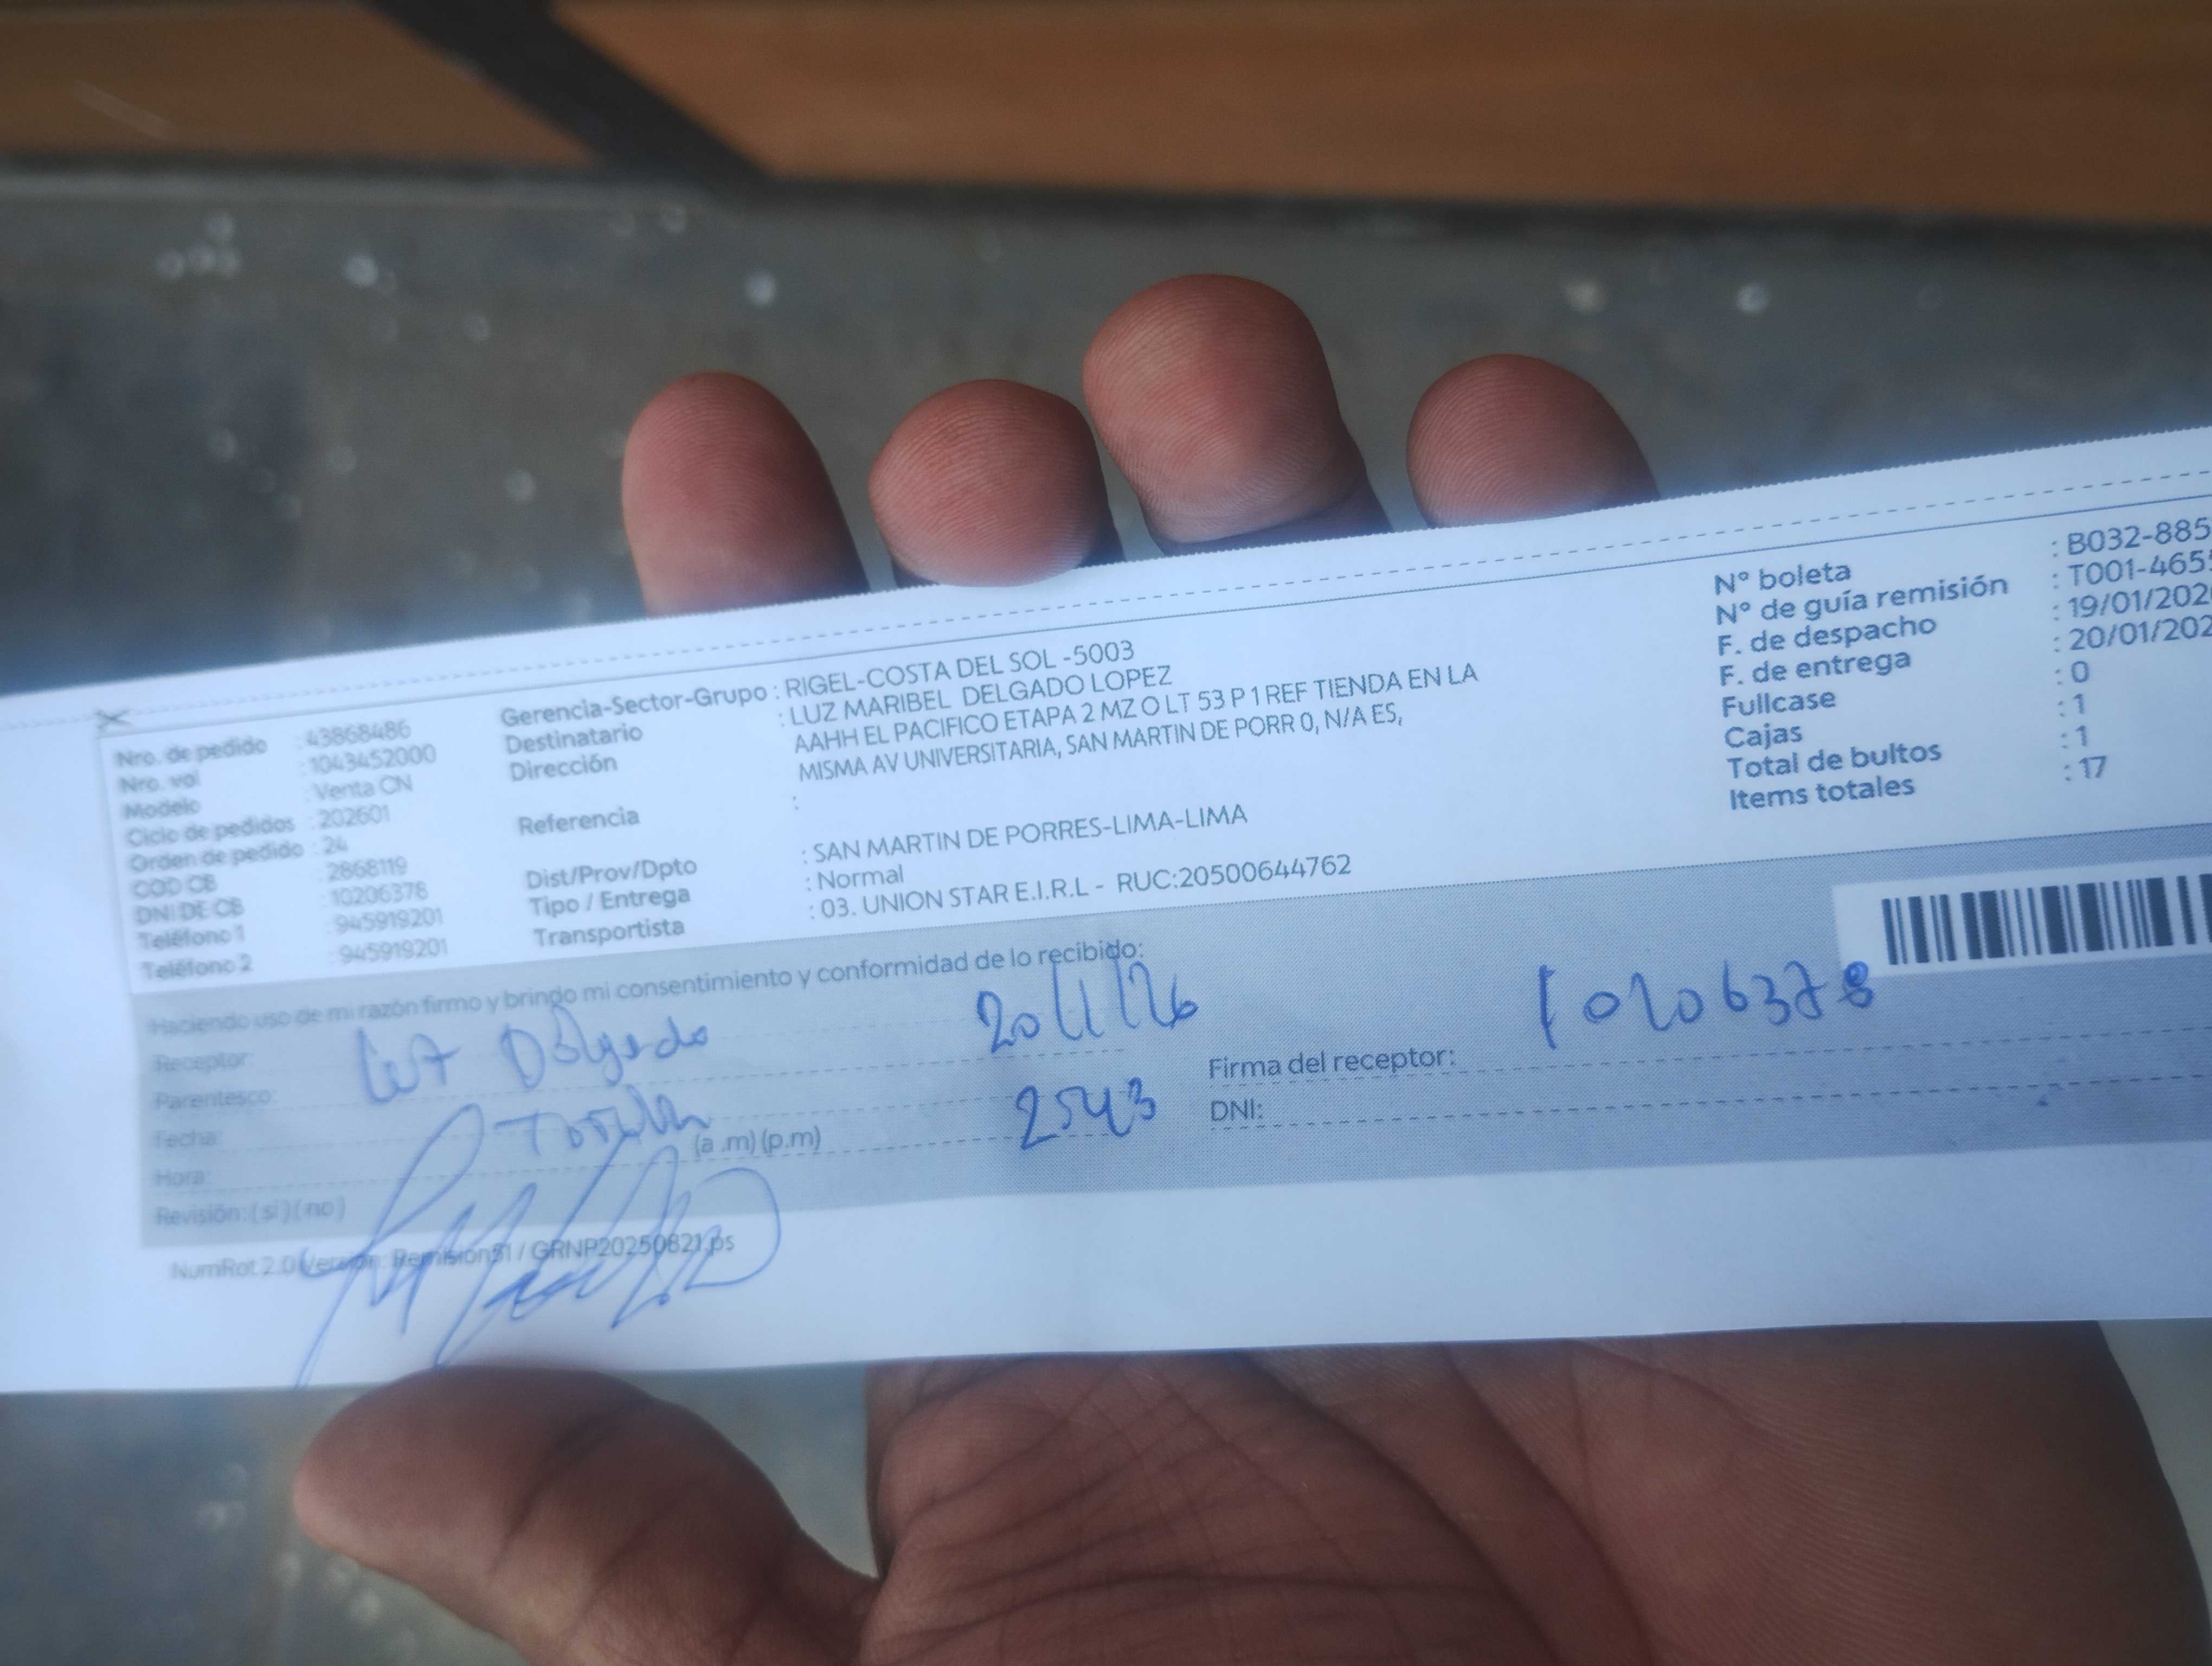 Nro. de pedido : 43868486
Nro. vol : 1043452000
Modelo : Venta CN
Ciclo de pedidos : 202601
Orden de pedido : 24
COD CB : 2868119
DNI DE CB : 10206378
Teléfono 1 : 945919201
Teléfono 2 : 945919201
Gerencia-Sector-Grupo : RIGEL-COSTA DEL SOL -5003
Destinatario : LUZ MARIBEL DELGADO LOPEZ
Dirección : AAHH EL PACIFICO ETAPA 2 MZ O LT 53 P 1 REF TIENDA EN LA
MISMA AV UNIVERSITARIA, SAN MARTIN DE PORR 0, N/A ES,
Referencia :
Dist/Prov/Dpto : SAN MARTIN DE PORRES-LIMA-LIMA
Tipo / Entrega : Normal
Transportista : 03. UNION STAR E.I.R.L - RUC:20500644762
N° boleta : B032-885
N° de guía remisión : T001-465
F. de despacho : 19/01/202
F. de entrega : 20/01/202
Fullcase : 0
Cajas : 1
Total de bultos : 1
Items totales : 17
Haciendo uso de mi razón firmo y brindo mi consentimiento y conformidad de lo recibido:
Receptor: Delgado
Parentesco:
Fecha:
Hora: (a .m) (p.m)
Revisión: ( si ) ( no )
20/1/26
2543
Firma del receptor: 10206378
DNI:
NumRot 2.0 Version: Remision51 / GRNP20250821.ps